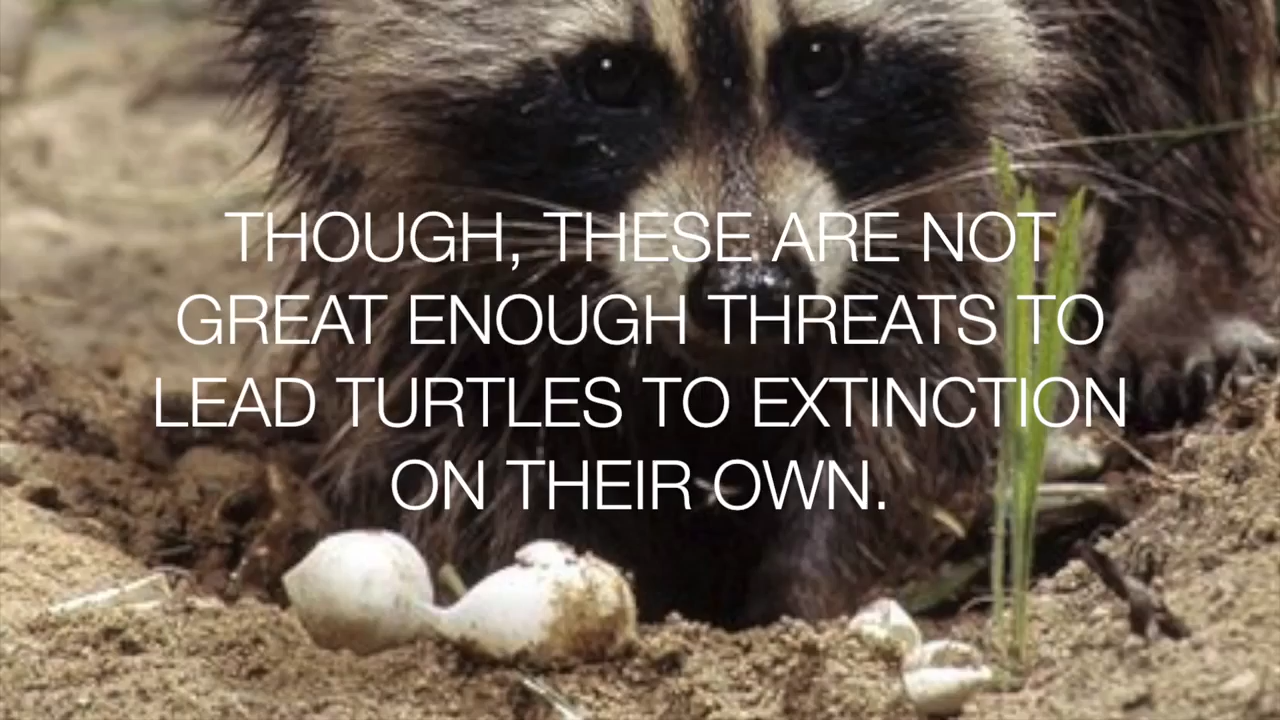 THOUGH, THESE ARE NOT
GREAT ENOUGH THREATS TO
LEAD TURTLES TO EXTINCTION
ON THEIR OWN.